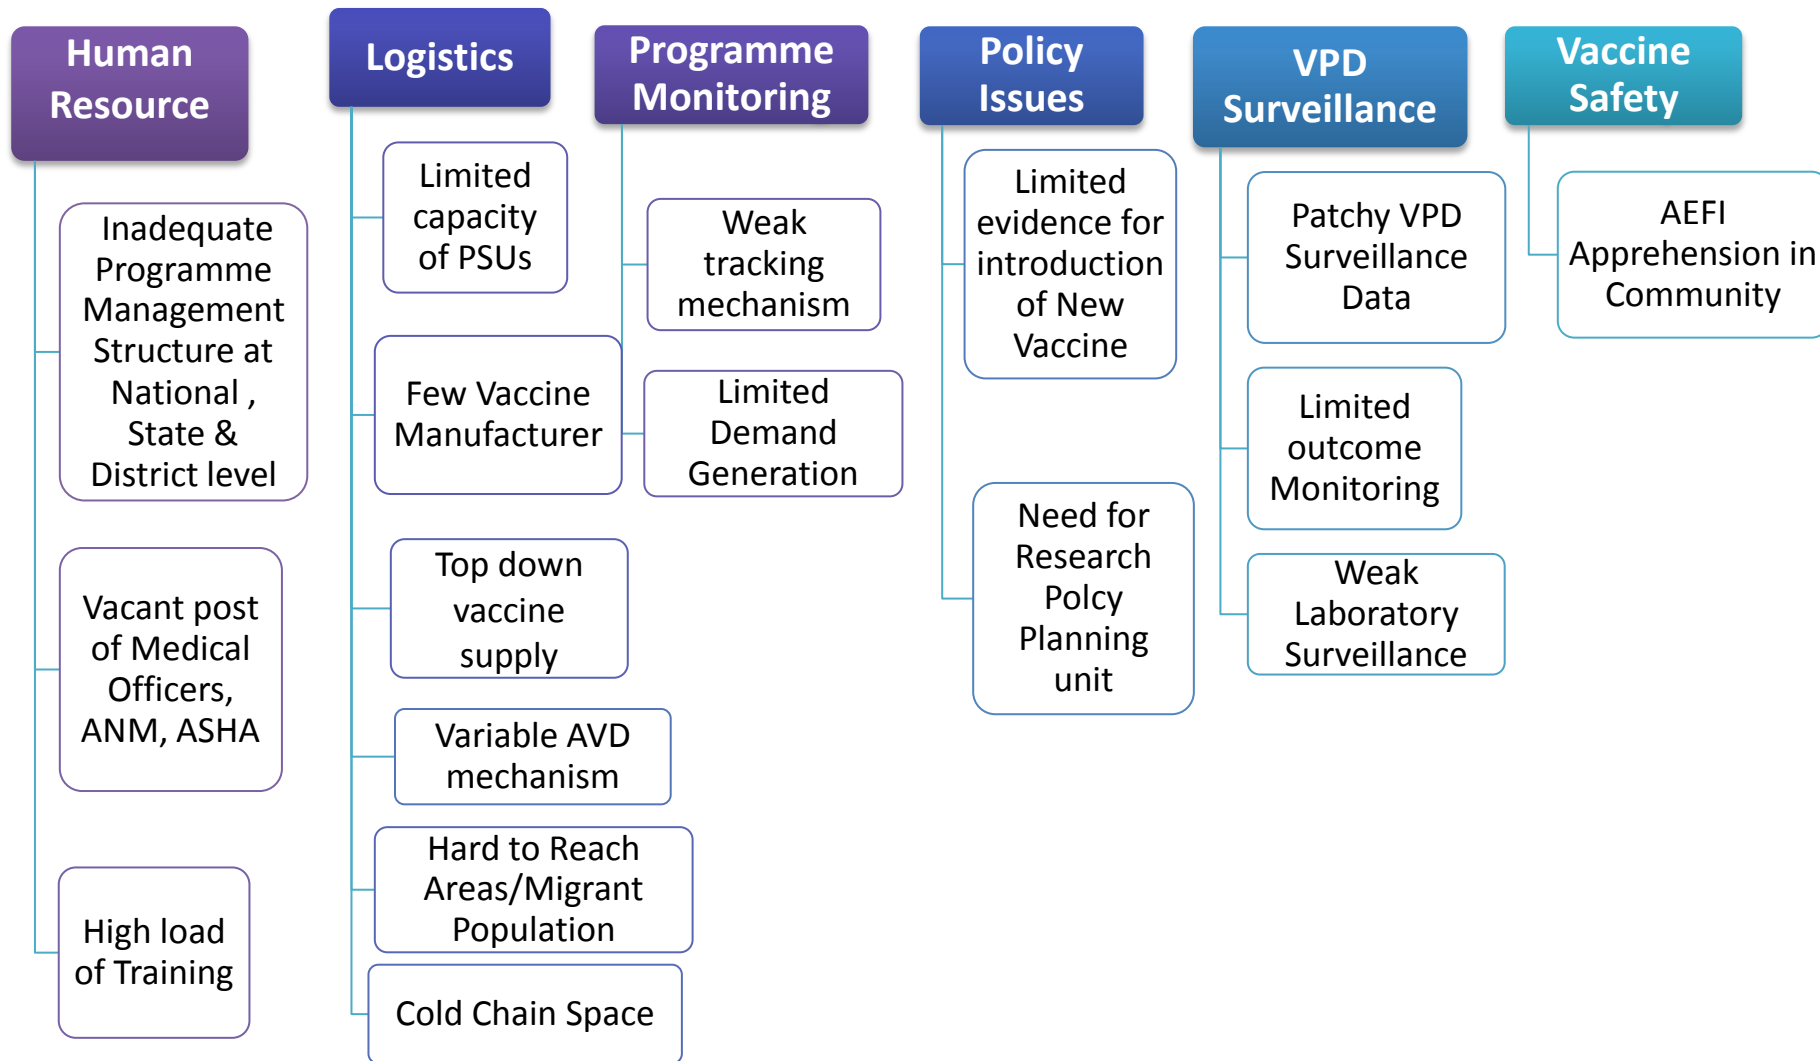 Human
Resource
Inadequate
Programme
Management
Structure at
National ,
State &
District level
Vacant post
of Medical
Officers,
ANM, ASHA
High load
of Training
Logistics
Limited
capacity
of PSUs
Few Vaccine
Manufacturer
Top down
vaccine
supply
Variable AVD
mechanism
Hard to Reach
Areas/Migrant
Population
Cold Chain Space
Programme
Monitoring
Weak
tracking
mechanism
Limited
Demand
Generation
Policy
Issues
Limited
evidence for
introduction
of New
Vaccine
Need for
Research
Polcy
Planning
unit
VPD
Surveillance
Patchy VPD
Surveillance
Data
Limited
outcome
Monitoring
Weak
Laboratory
Surveillance
Vaccine
Safety
AEFI
Apprehension in
Community